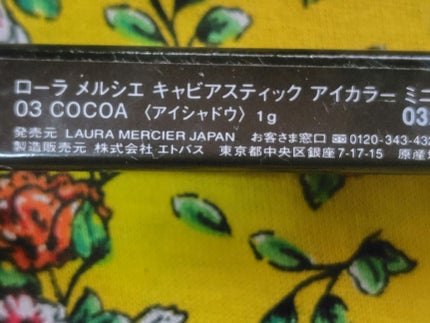 ローラ メルシエ キャビアスティック アイカラー ミニ
03 COCOA 〈アイシャドウ〉 1g 03
発売元 LAURA MERCIER JAPAN お客さま窓口 0120-343-432
製造販売元 株式会社 エトバス 東京都中央区銀座7-17-15 原産